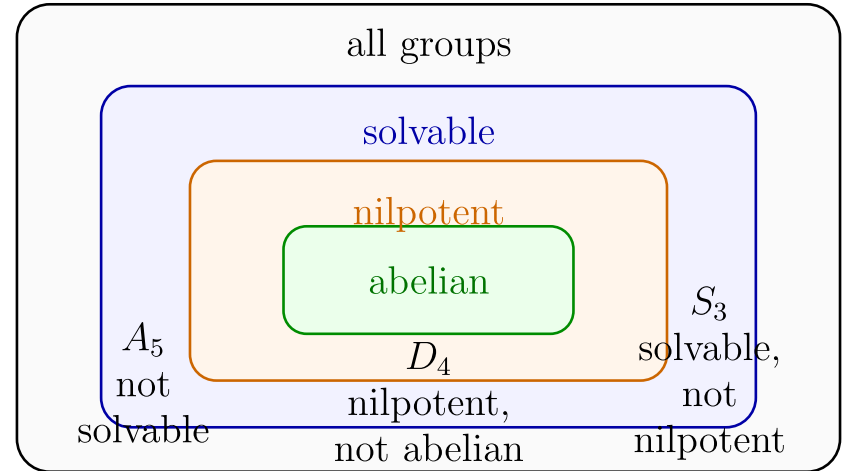 all groups
solvable
nilpotent
abelian
A₅
not
solvable
D₄
nilpotent,
not abelian
S₃
solvable,
not
nilpotent